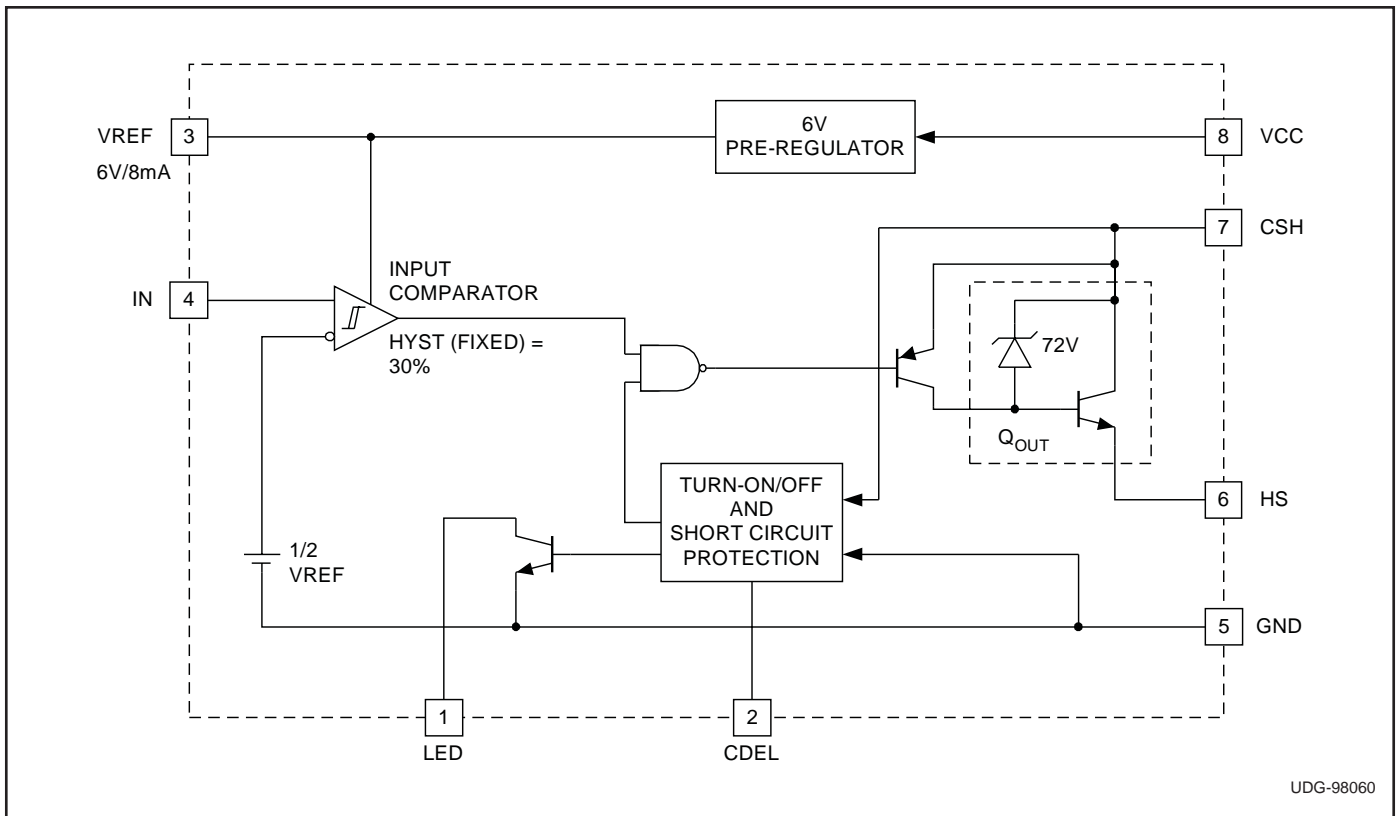 VREF
3
6V/8mA
6V
PRE-REGULATOR
8
VCC
7
CSH
IN
4
INPUT
COMPARATOR
HYST (FIXED) =
30%
72V
QOUT
1/2
VREF
TURN-ON/OFF
AND
SHORT CIRCUIT
PROTECTION
6
HS
5
GND
1
LED
2
CDEL
UDG-98060